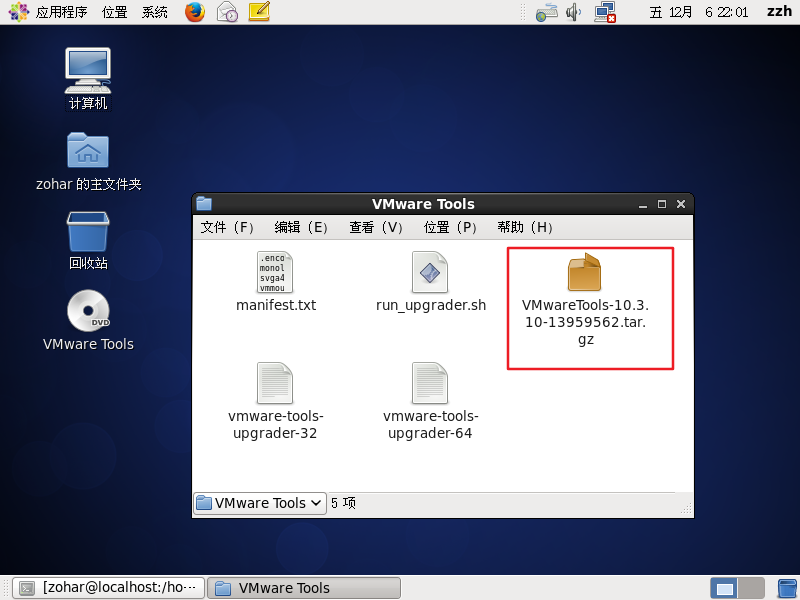 应用程序 位置 系统 五 12月 6 22:01 zzh
计算机
zohar 的主文件夹
回收站
DVD
VMware Tools
VMware Tools
文件（F） 编辑（E） 查看（V） 位置（P） 帮助（H）
.enco
monol
svga4
vmmou
manifest.txt
run_upgrader.sh
VMwareTools-10.3.
10-13959562.tar.
gz
vmware-tools-
upgrader-32
vmware-tools-
upgrader-64
VMware Tools 5 项
[zohar@localhost:/ho··· VMware Tools